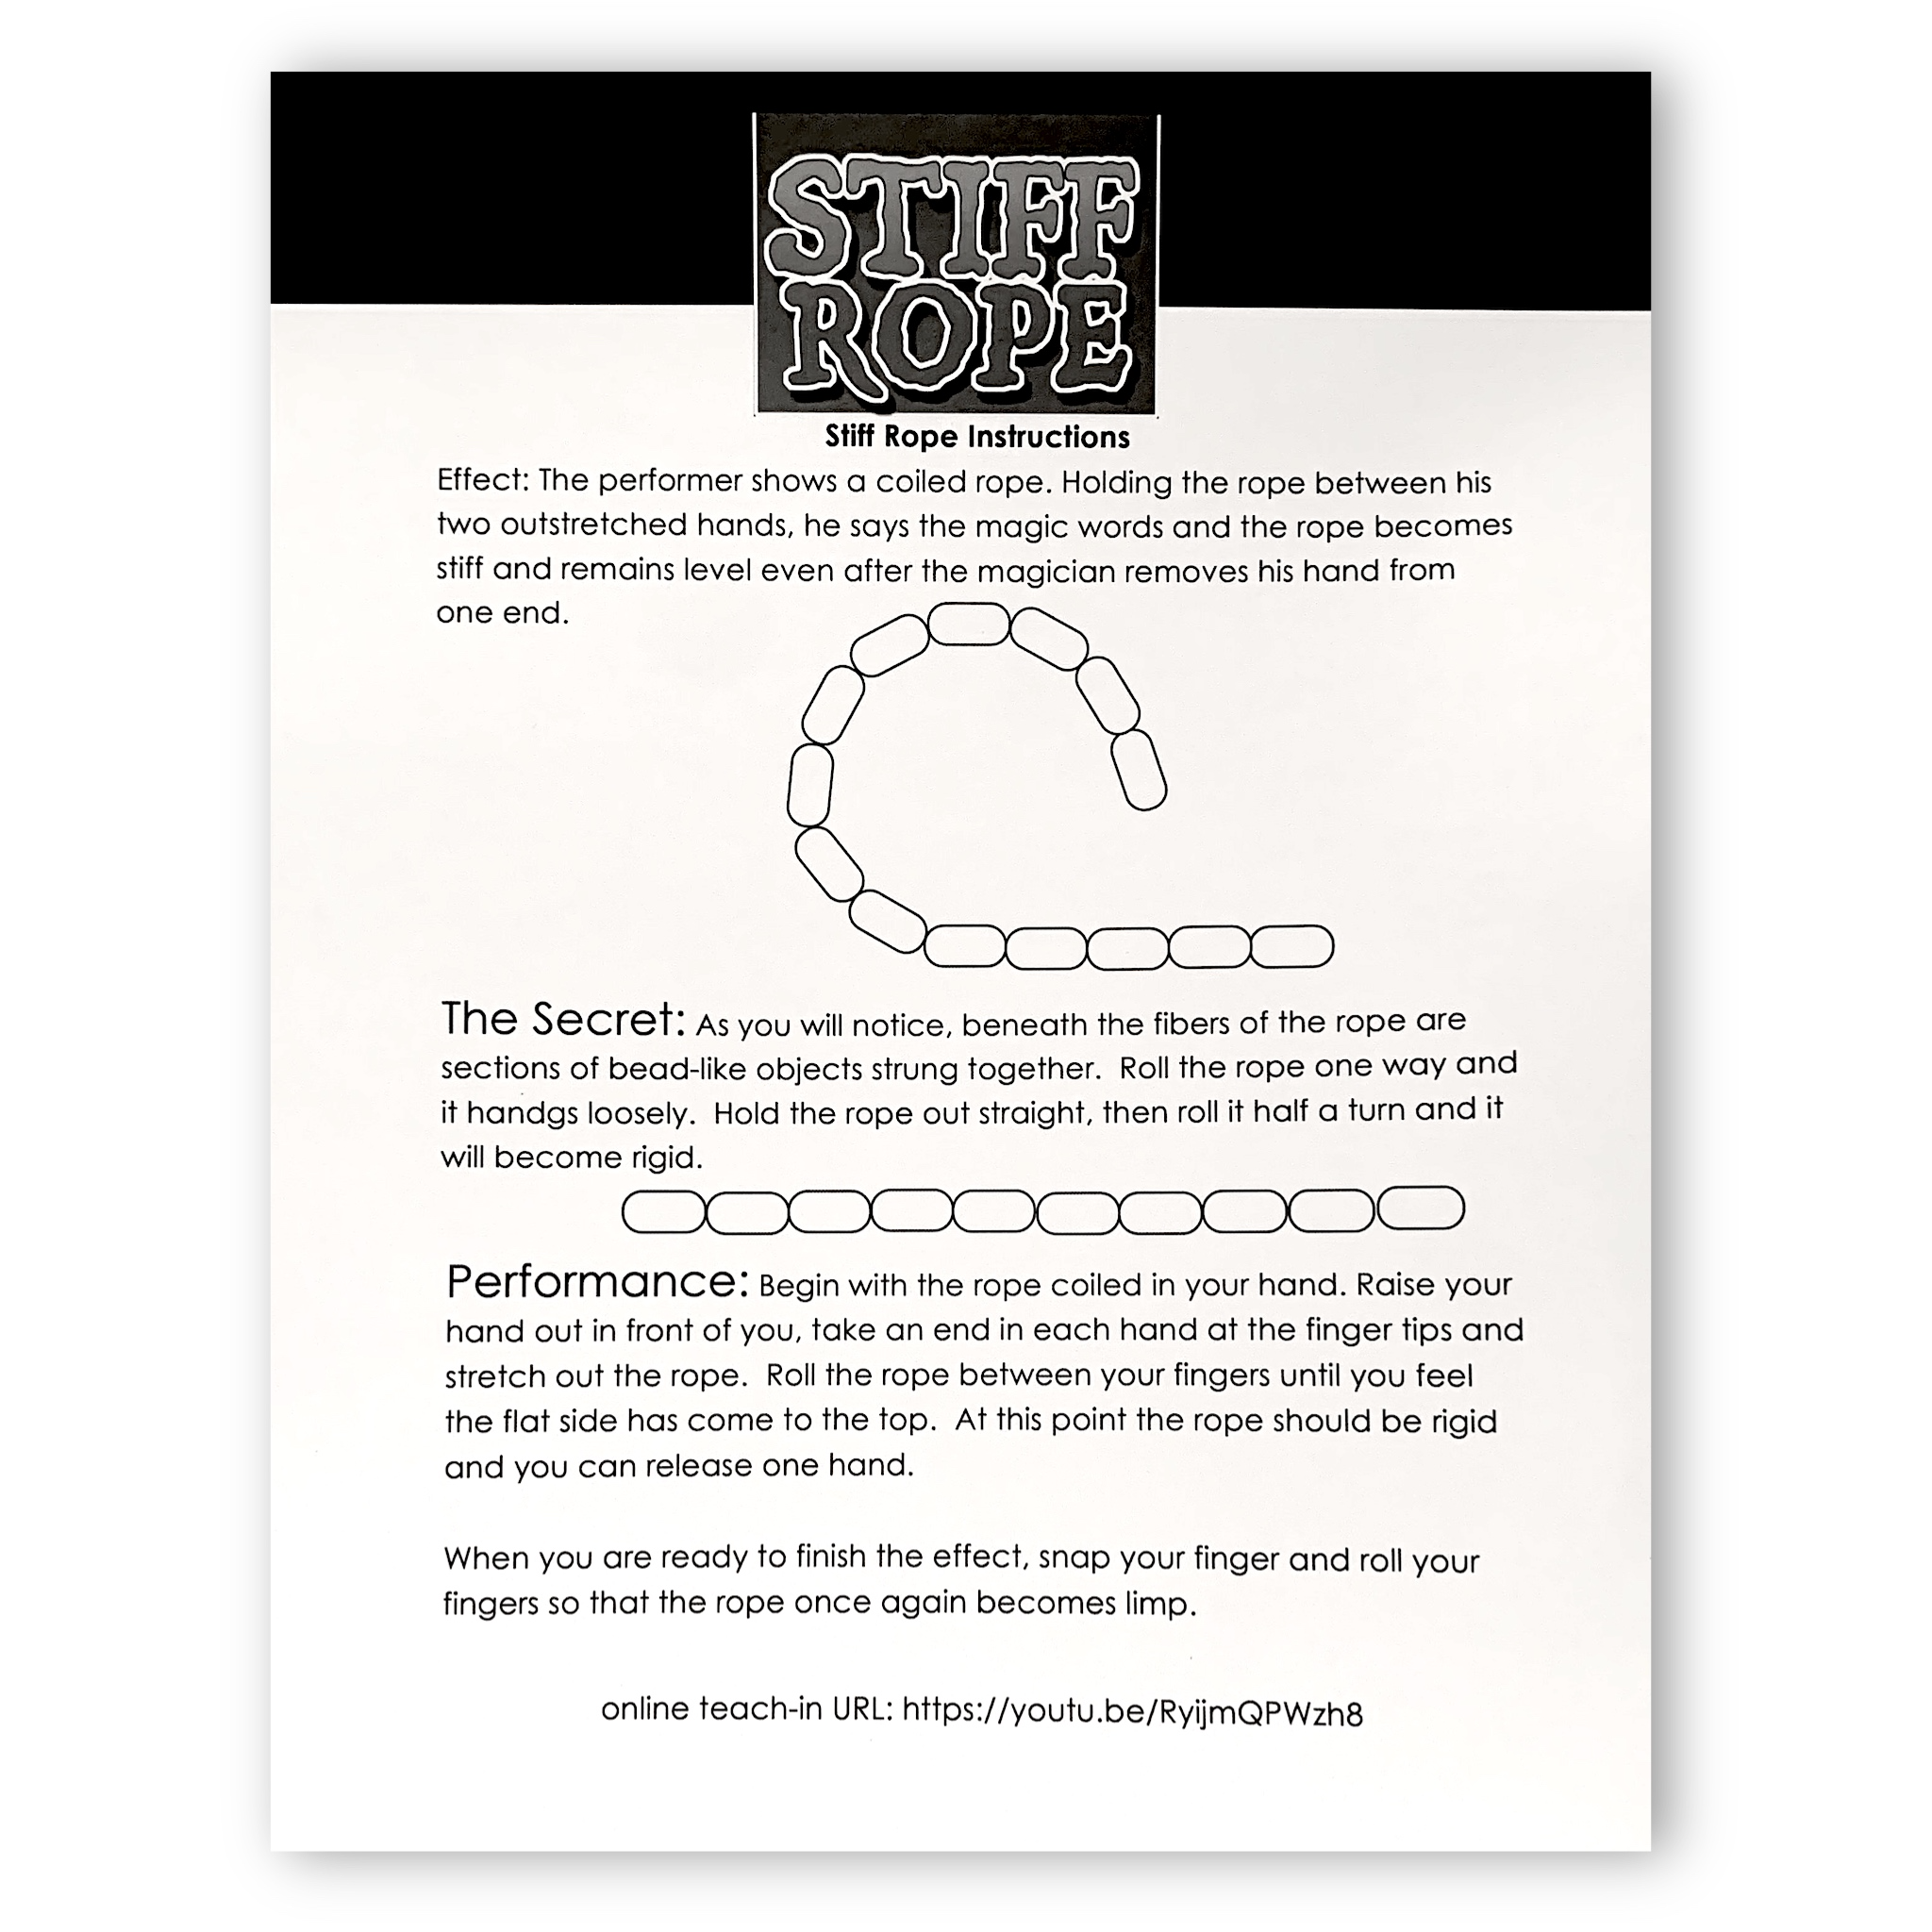 STIFF
ROPE
Stiff Rope Instructions
Effect: The performer shows a coiled rope. Holding the rope between his
two outstretched hands, he says the magic words and the rope becomes
stiff and remains level even after the magician removes his hand from
one end.
The Secret: As you will notice, beneath the fibers of the rope are
sections of bead-like objects strung together. Roll the rope one way and
it handgs loosely. Hold the rope out straight, then roll it half a turn and it
will become rigid.
Performance: Begin with the rope coiled in your hand. Raise your
hand out in front of you, take an end in each hand at the finger tips and
stretch out the rope. Roll the rope between your fingers until you feel
the flat side has come to the top. At this point the rope should be rigid
and you can release one hand.
When you are ready to finish the effect, snap your finger and roll your
fingers so that the rope once again becomes limp.
online teach-in URL: https://youtu.be/RyijmQPWzh8